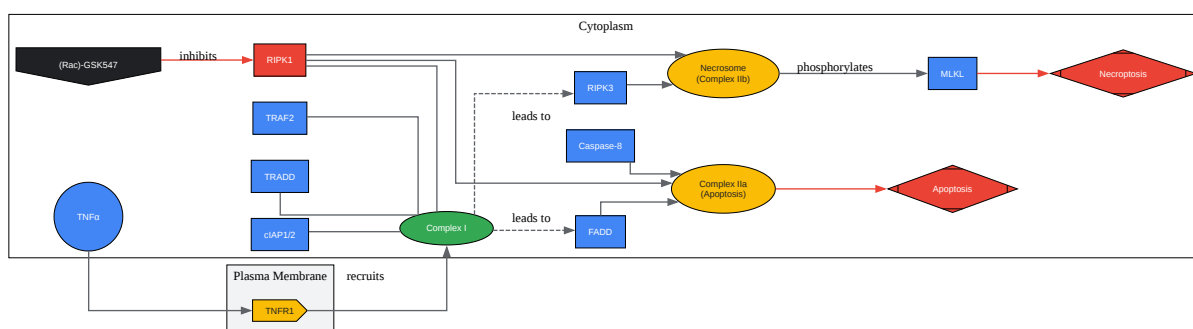 Cytoplasm
(Rac)-GSK547
inhibits
RIPK1
Necrosome
(Complex IIb)
phosphorylates
MLKL
Necroptosis
RIPK3
TRAF2
leads to
Caspase-8
TRADD
Complex IIa
(Apoptosis)
Apoptosis
TNFα
leads to
cIAP1/2
Complex I
FADD
Plasma Membrane
recruits
TNFR1